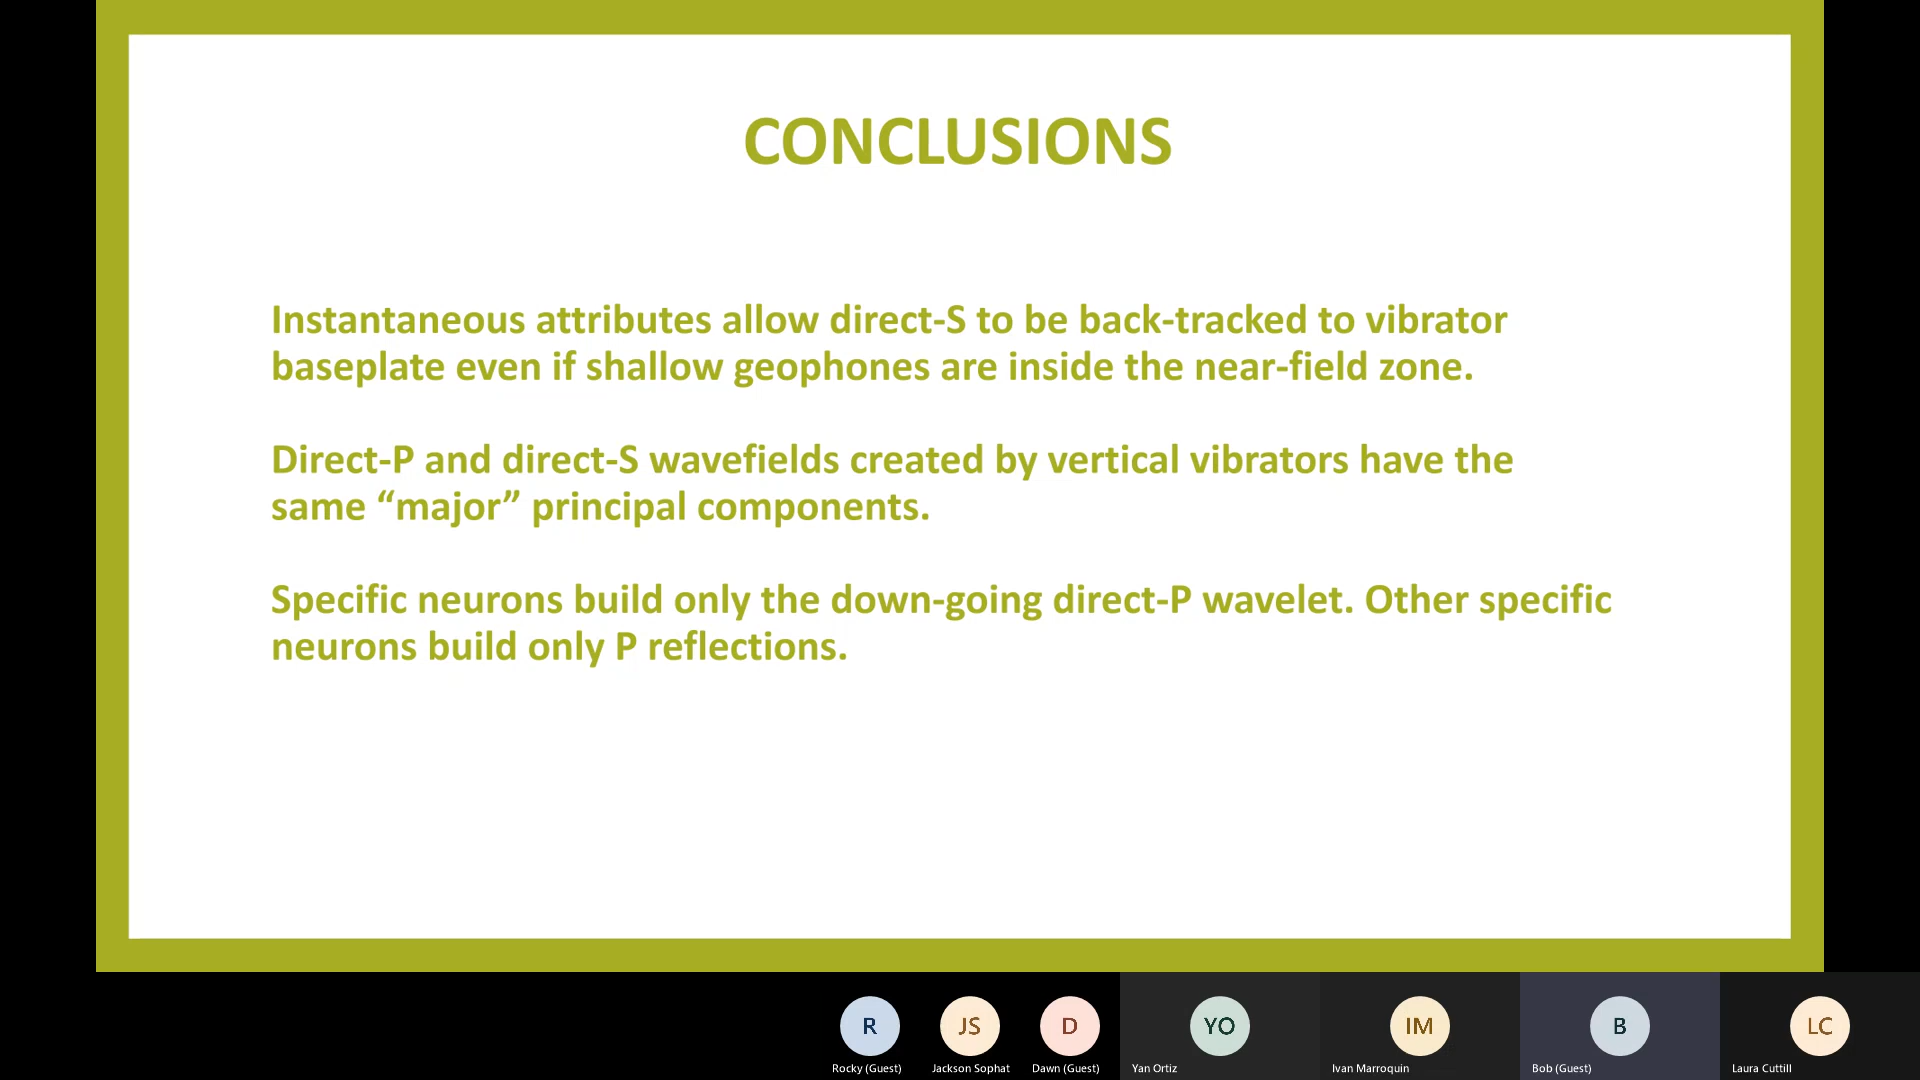 CONCLUSIONS
Instantaneous attributes allow direct-S to be back-tracked to vibrator
baseplate even if shallow geophones are inside the near-field zone.
Direct-P and direct-S wavefields created by vertical vibrators have the
same “major” principal components.
Specific neurons build only the down-going direct-P wavelet. Other specific
neurons build only P reflections.
R
JS
D
YO
IM
B
LC
Rocky (Guest)
Jackson Sophat
Dawn (Guest)
Yan Ortiz
Ivan Marroquin
Bob (Guest)
Laura Cuttill